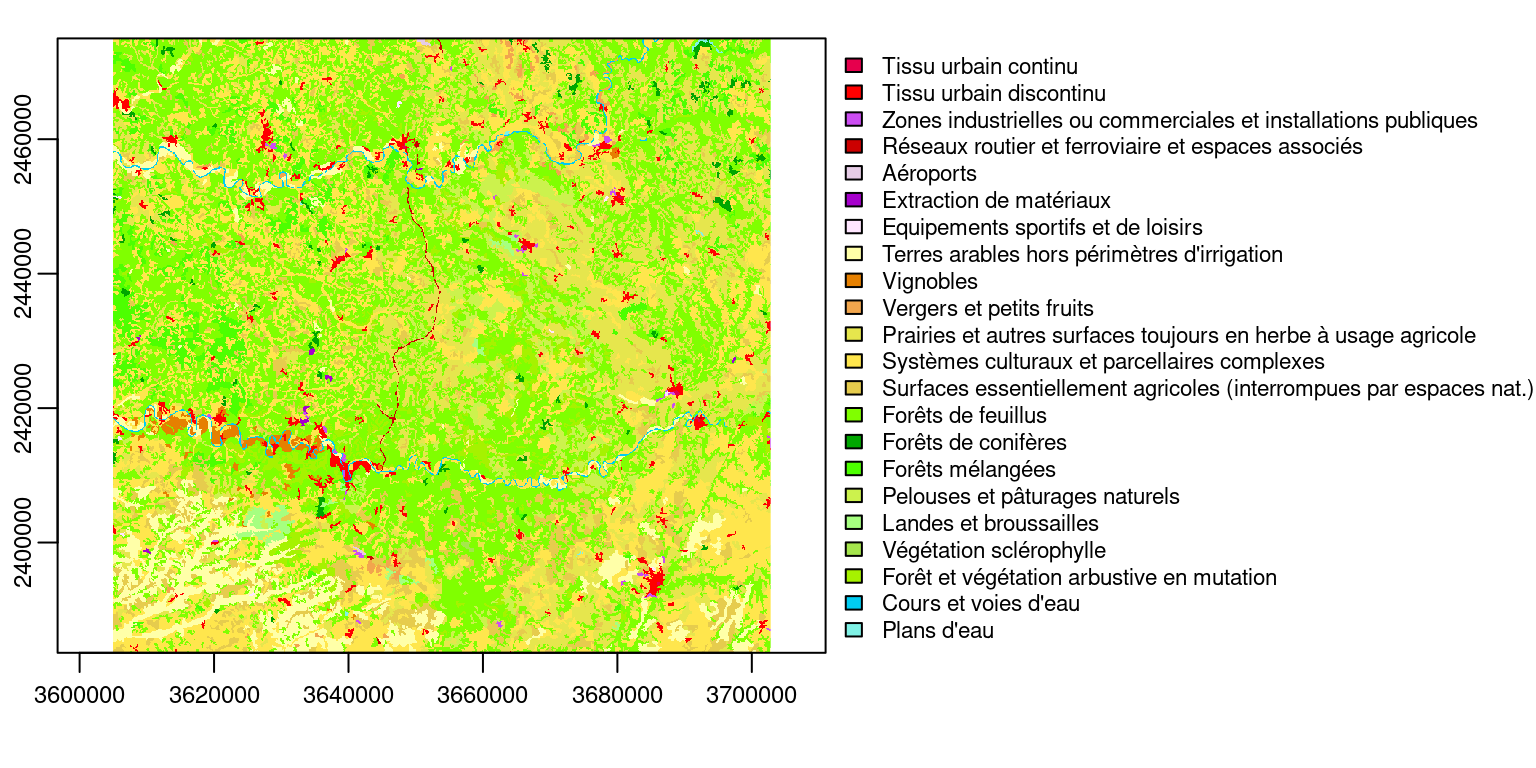 2460000
2440000
2420000
2400000
3600000 3620000 3640000 3660000 3680000 3700000
Tissu urbain continu
Tissu urbain discontinu
Zones industrielles ou commerciales et installations publiques
Réseaux routier et ferroviaire et espaces associés
Aéroports
Extraction de matériaux
Equipements sportifs et de loisirs
Terres arables hors périmètres d'irrigation
Vignobles
Vergers et petits fruits
Prairies et autres surfaces toujours en herbe à usage agricole
Systèmes culturaux et parcellaires complexes
Surfaces essentiellement agricoles (interrompues par espaces nat.)
Forêts de feuillus
Forêts de conifères
Forêts mélangées
Pelouses et pâturages naturels
Landes et broussailles
Végétation sclérophylle
Forêt et végétation arbustive en mutation
Cours et voies d'eau
Plans d'eau